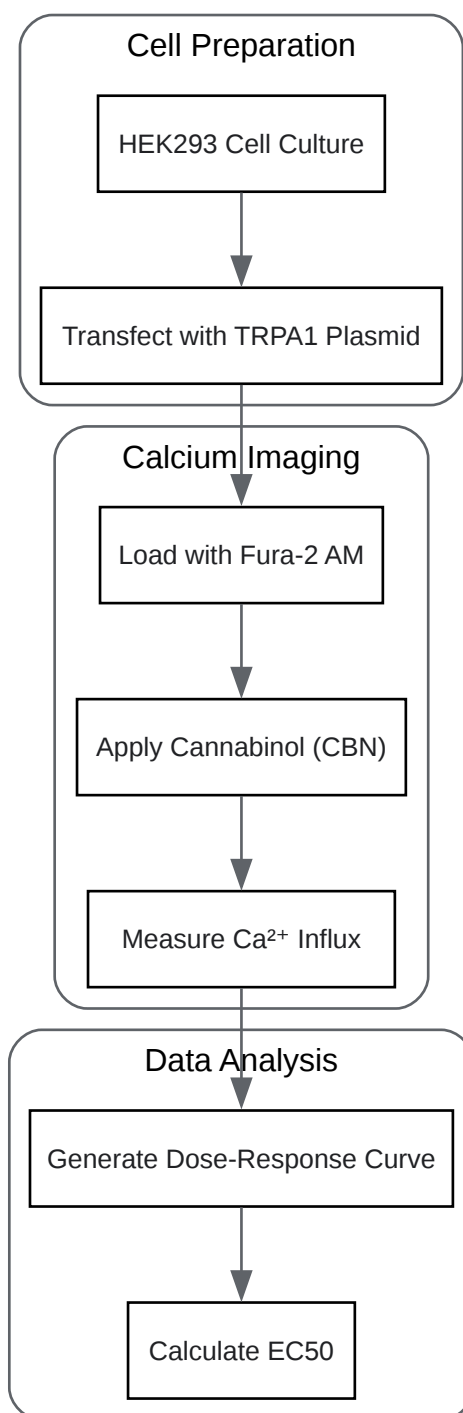 Cell Preparation
HEK293 Cell Culture
Transfect with TRPA1 Plasmid
Calcium Imaging
Load with Fura-2 AM
Apply Cannabinol (CBN)
Measure Ca²⁺ Influx
Data Analysis
Generate Dose-Response Curve
Calculate EC50